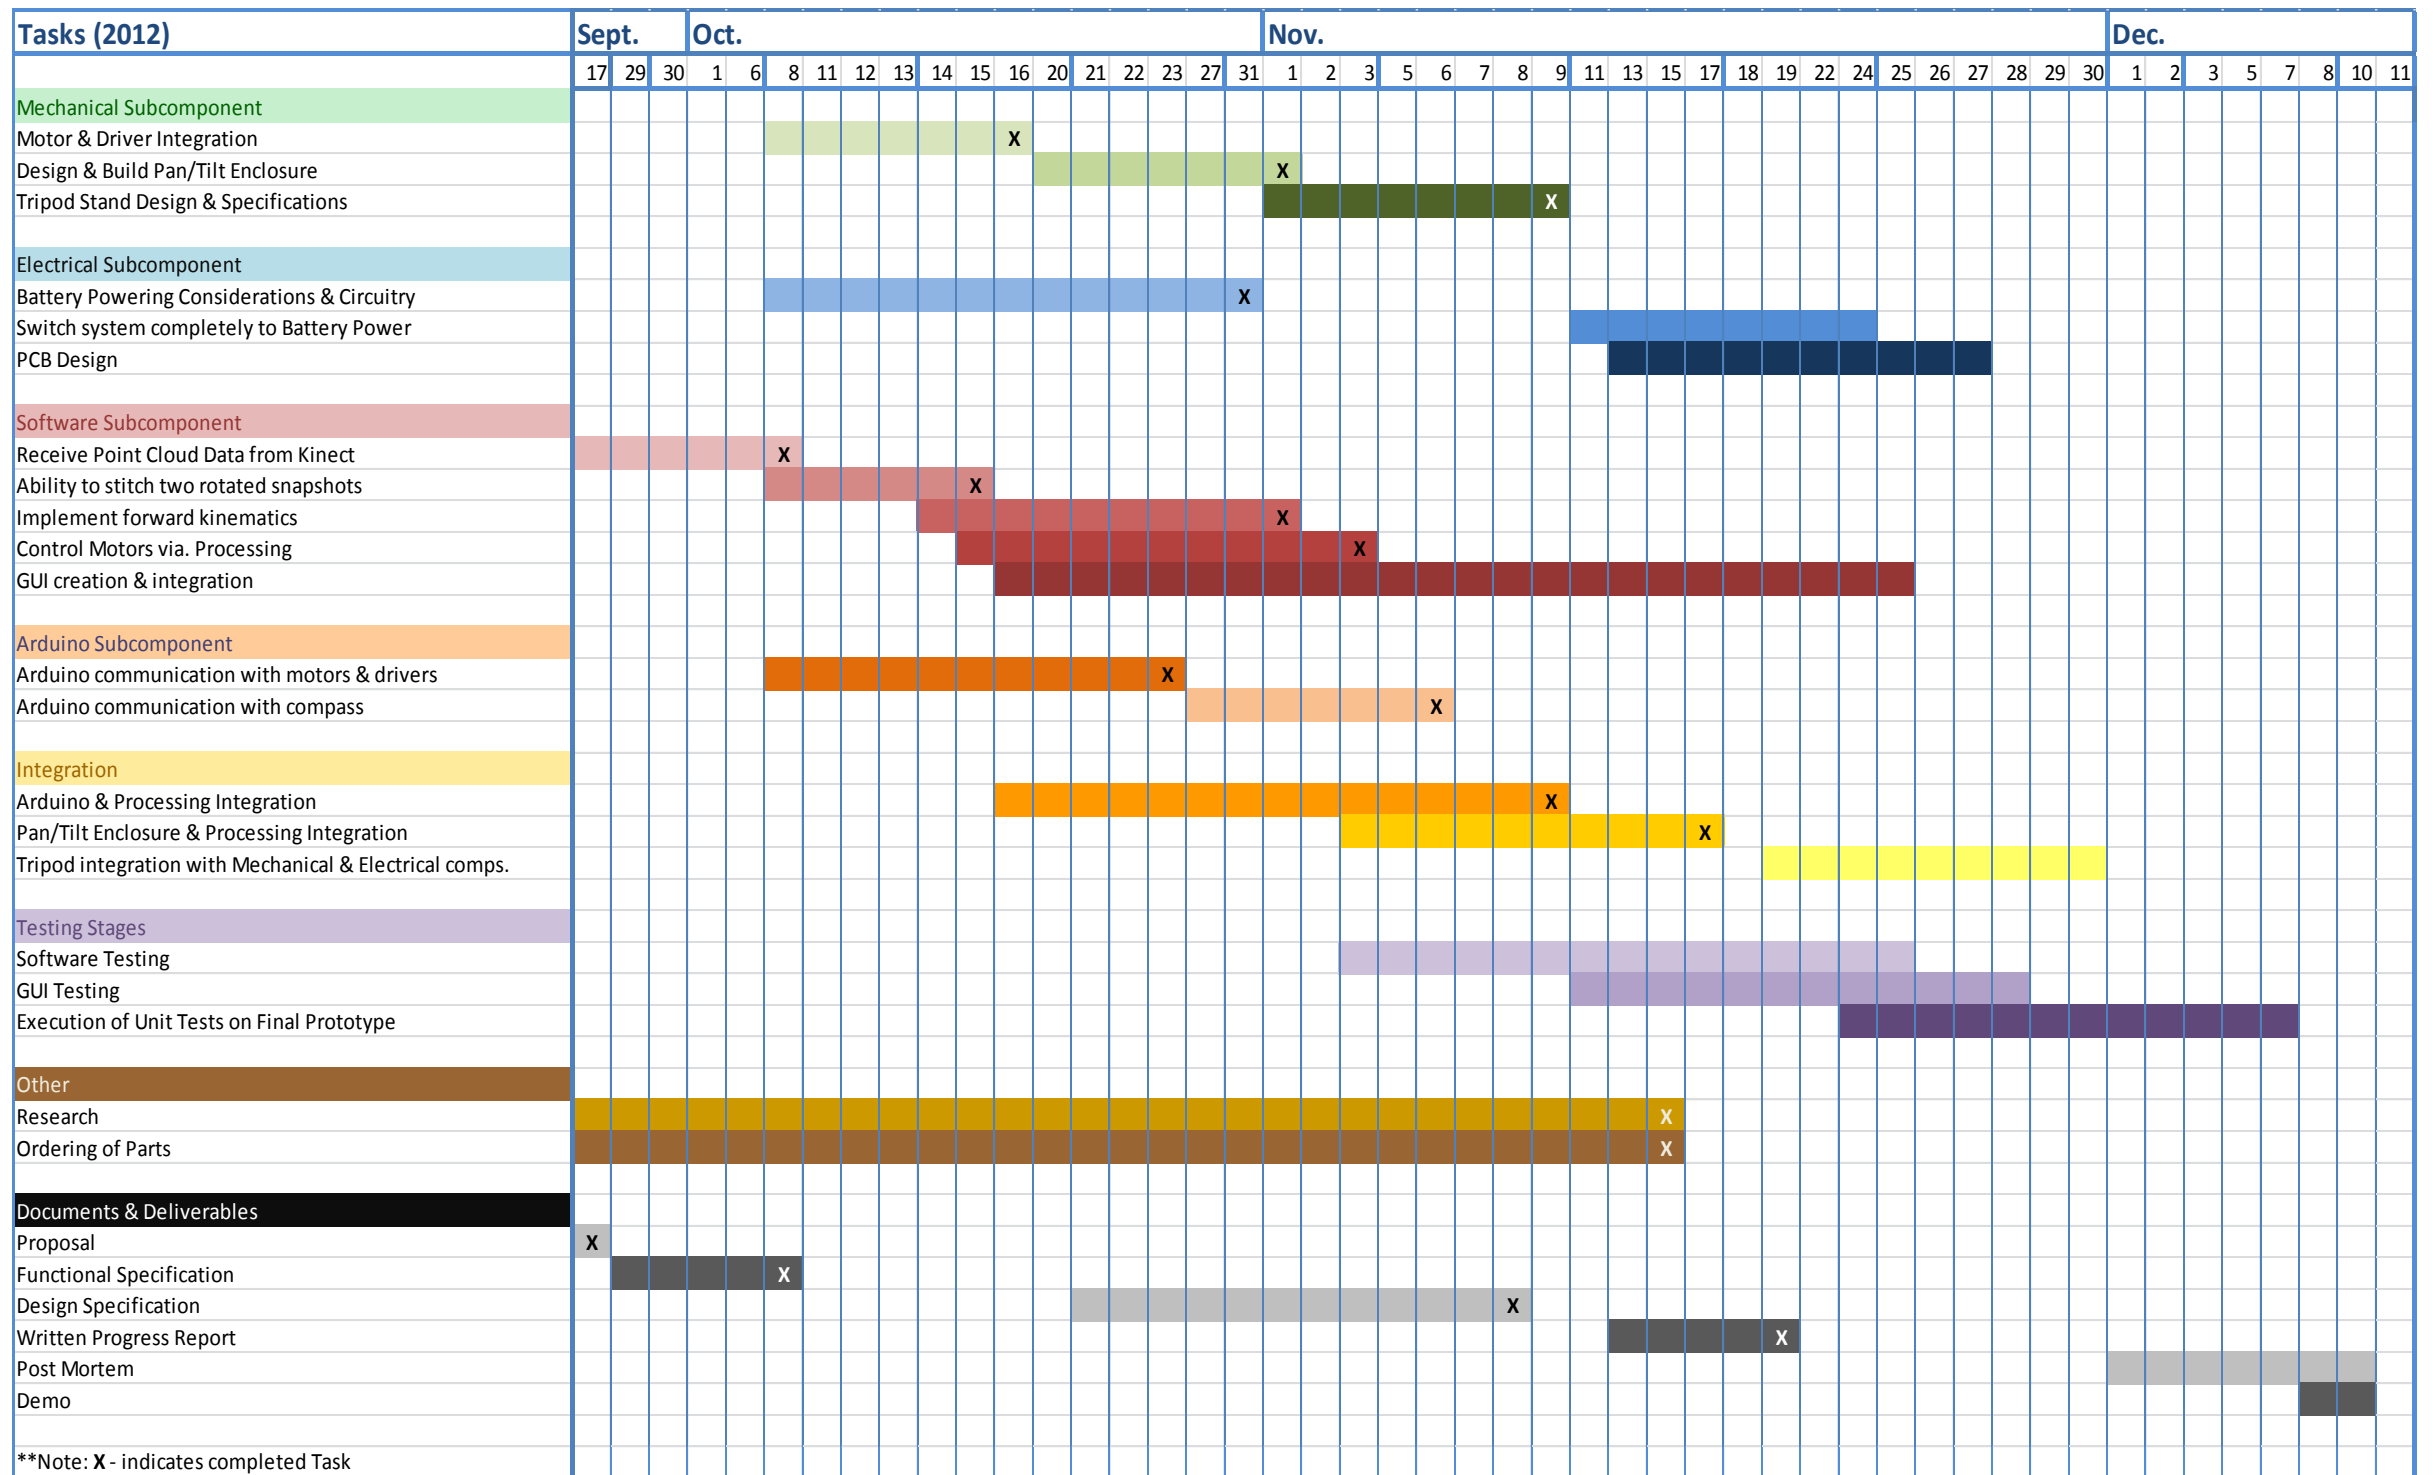 Tasks (2012) Sept. Oct. Nov. Dec.
17 29 30 1 6 8 11 12 13 14 15 16 20 21 22 23 27 31 1 2 3 5 6 7 8 9 11 13 15 17 18 19 22 24 25 26 27 28 29 30 1 2 3 5 7 8 10 11
Mechanical Subcomponent
Motor & Driver Integration X
Design & Build Pan/Tilt Enclosure X
Tripod Stand Design & Specifications X
Electrical Subcomponent
Battery Powering Considerations & Circuitry X
Switch system completely to Battery Power
PCB Design
Software Subcomponent
Receive Point Cloud Data from Kinect X
Ability to stitch two rotated snapshots X
Implement forward kinematics X
Control Motors via. Processing X
GUI creation & integration
Arduino Subcomponent
Arduino communication with motors & drivers X
Arduino communication with compass X
Integration
Arduino & Processing Integration X
Pan/Tilt Enclosure & Processing Integration X
Tripod integration with Mechanical & Electrical comps.
Testing Stages
Software Testing
GUI Testing
Execution of Unit Tests on Final Prototype
Other
Research X
Ordering of Parts X
Documents & Deliverables
Proposal X
Functional Specification X
Design Specification X
Written Progress Report X
Post Mortem
Demo
**Note: X - indicates completed Task